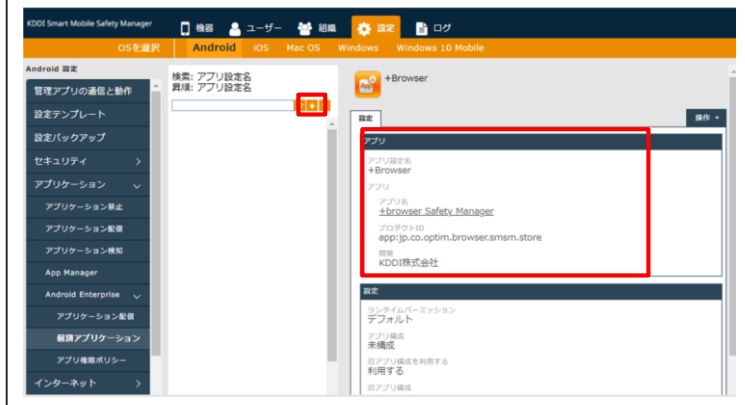 KDDI Smart Mobile Safety Manager
機器
ユーザー
組織
設定
ログ
OSを選択
Android
iOS
Mac OS
Windows
Windows 10 Mobile
Android 設定
管理アプリの通信と動作
設定テンプレート
設定バックアップ
セキュリティ
アプリケーション
アプリケーション禁止
アプリケーション配信
アプリケーション検知
App Manager
Android Enterprise
アプリケーション配信
個別アプリケーション
アプリ権限ポリシー
インターネット
検索: アプリ設定名
昇順: アプリ設定名
+Browser
設定
操作
アプリ
アプリ設定名
+Browser
アプリ
アプリ名
+browser Safety Manager
プロダクトID
app:jp.co.optim.browser.smsm.store
開発
KDDI株式会社
設定
ランタイムパーミッション
デフォルト
アプリ構成
未構成
旧アプリ構成を利用する
利用する
旧アプリ構成